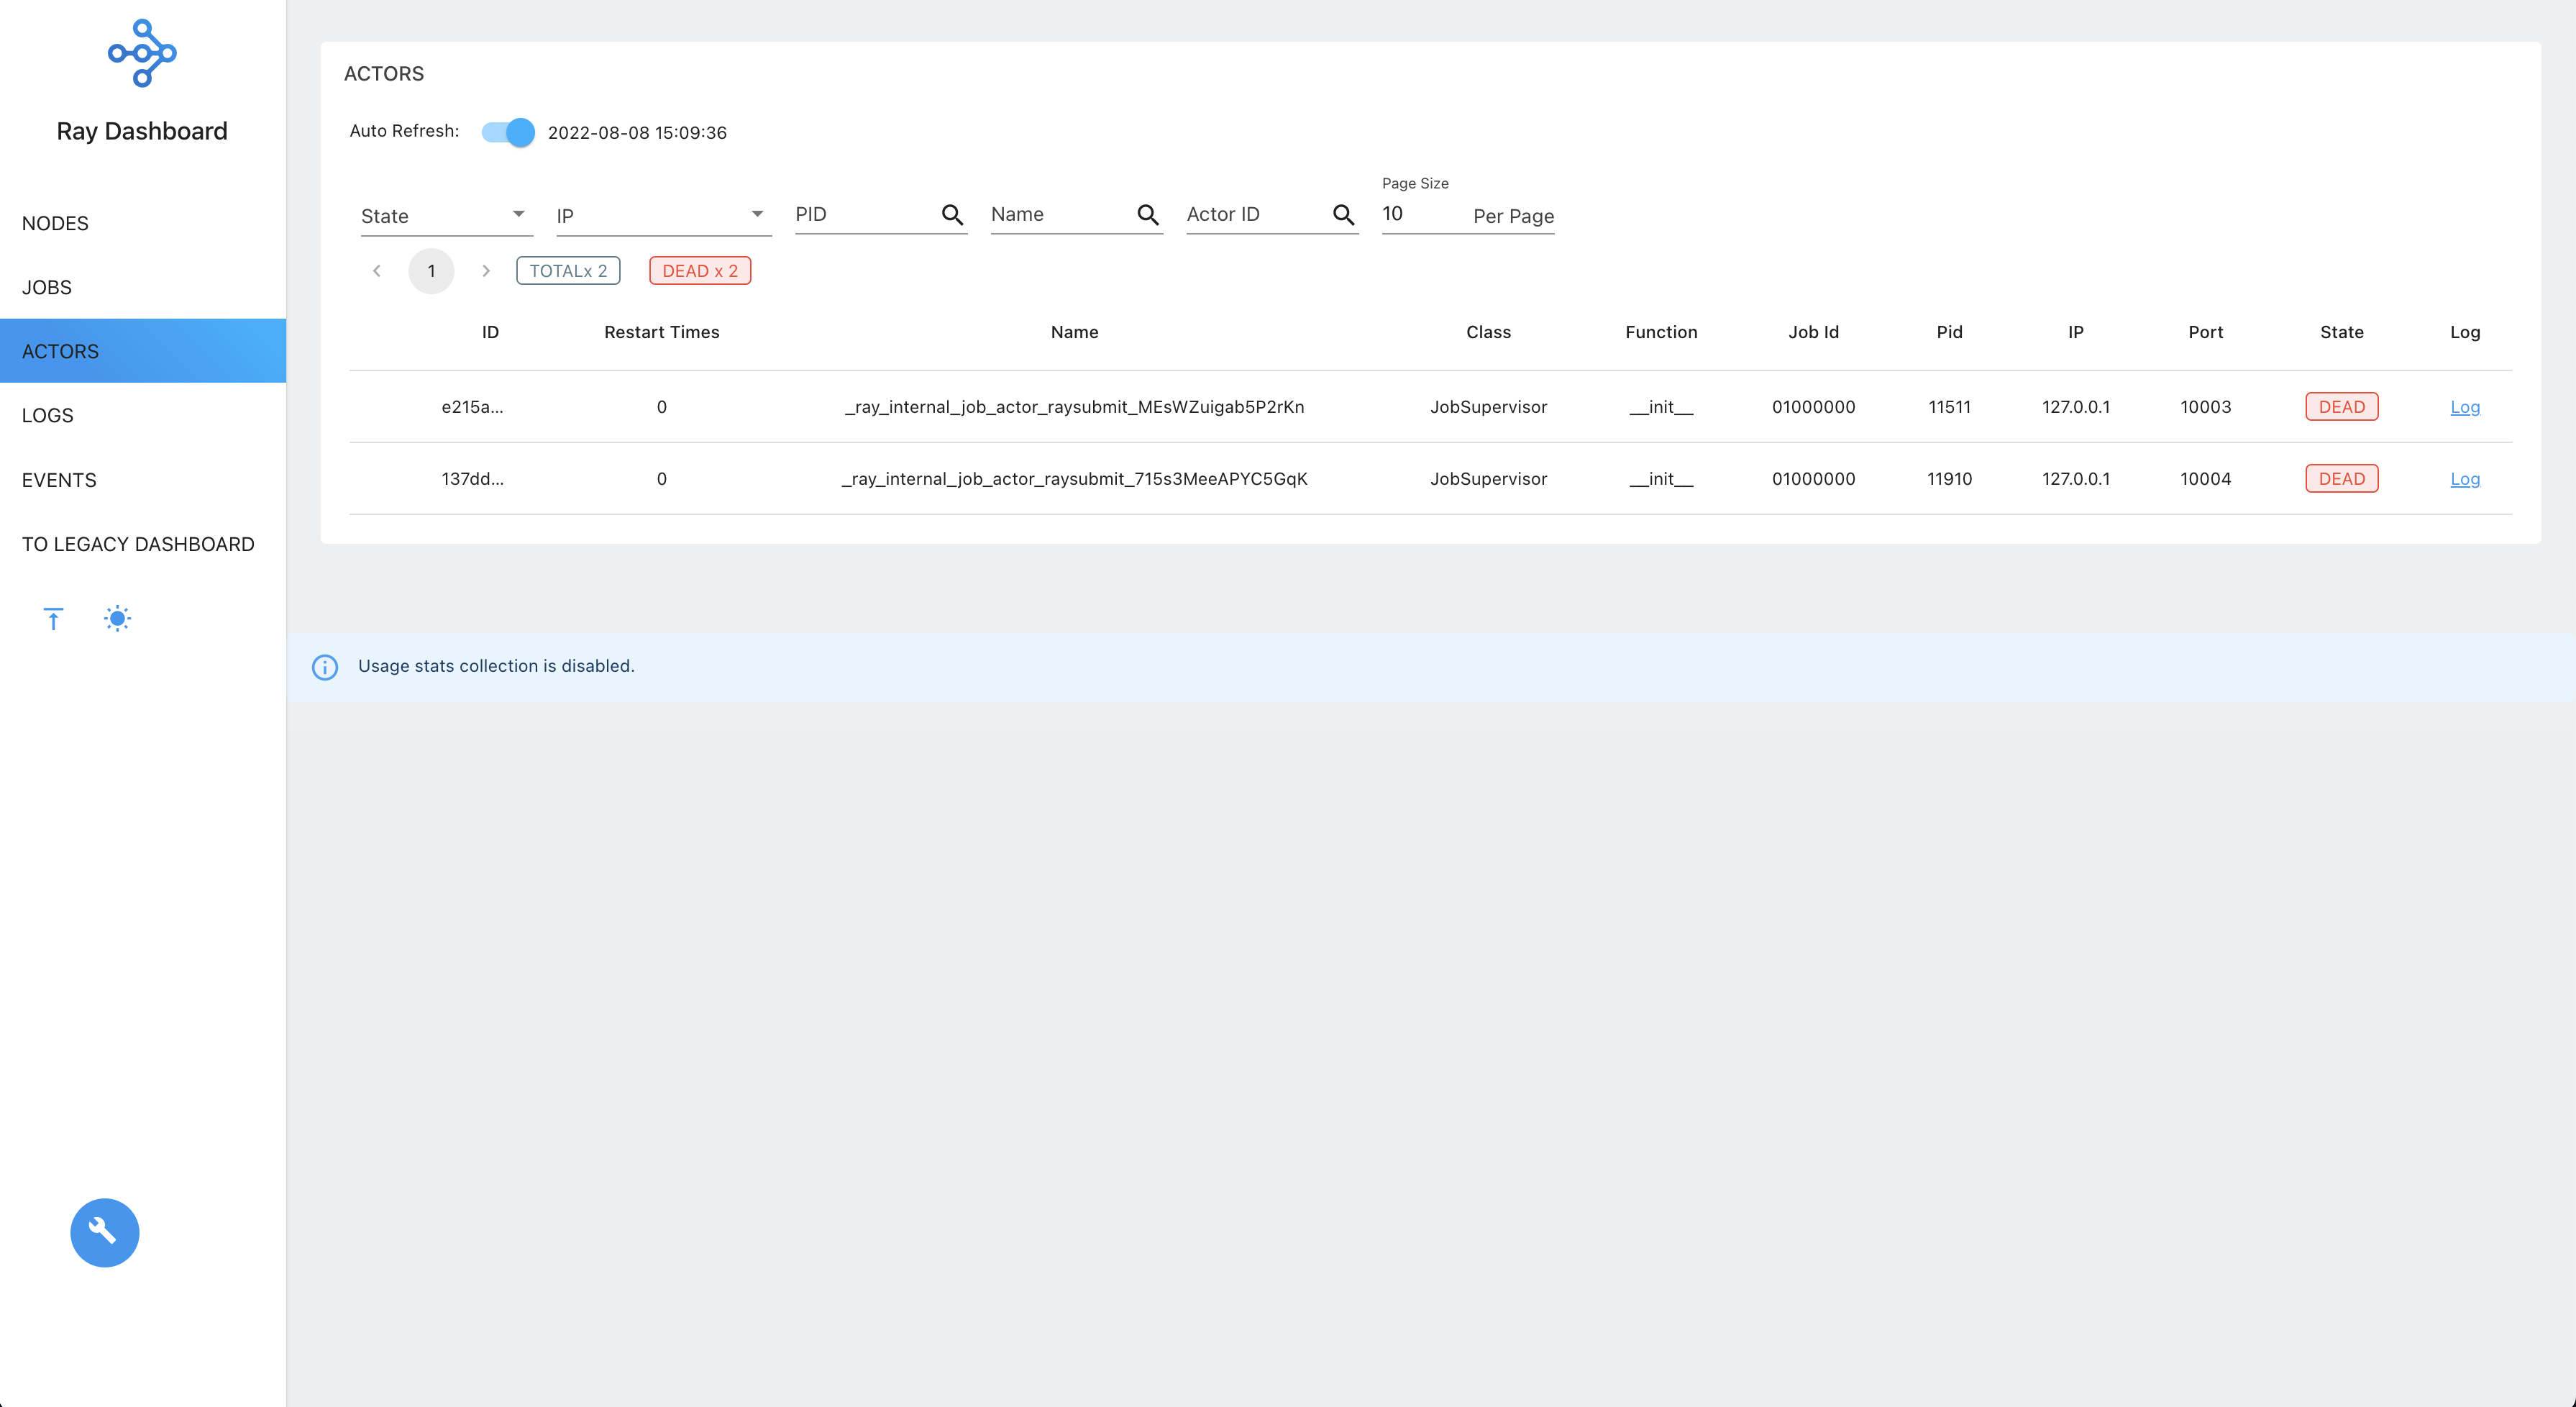 Ray Dashboard
NODES
JOBS
ACTORS
LOGS
EVENTS
TO LEGACY DASHBOARD
ACTORS
Auto Refresh: 2022-08-08 15:09:36
Page Size
State IP PID Name Actor ID 10 Per Page
1 TOTALx 2 DEAD x 2
ID Restart Times Name Class Function Job Id Pid IP Port State Log
e215a... 0 _ray_internal_job_actor_raysubmit_MEsWZuigab5P2rKn JobSupervisor __init__ 01000000 11511 127.0.0.1 10003 DEAD Log
137dd... 0 _ray_internal_job_actor_raysubmit_715s3MeeAPYC5GqK JobSupervisor __init__ 01000000 11910 127.0.0.1 10004 DEAD Log
Usage stats collection is disabled.